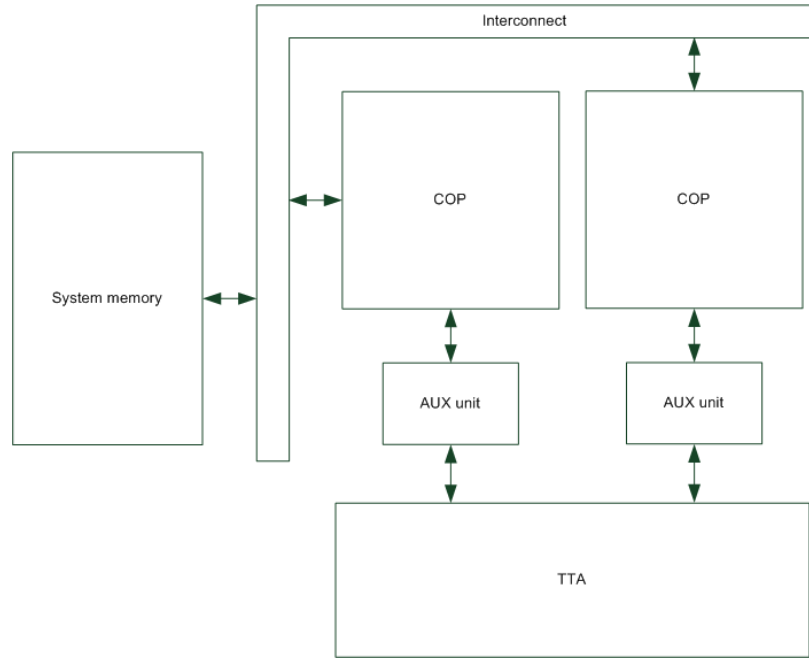 Interconnect
COP
COP
System memory
AUX unit
AUX unit
TTA